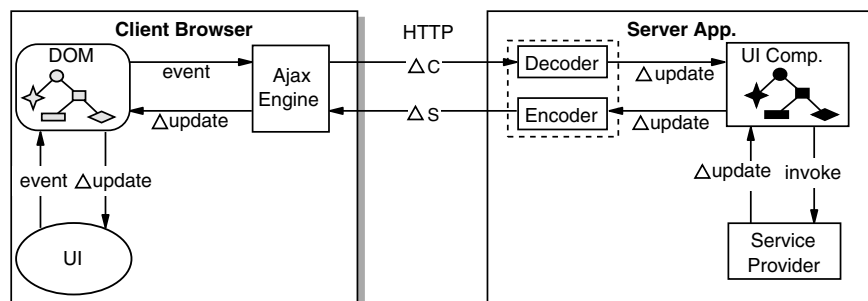 Client Browser
HTTP
Server App.
DOM
event
Ajax
Engine
△C
Decoder
△update
UI Comp.
△update
△S
Encoder
△update
event
△update
△update
invoke
UI
Service
Provider